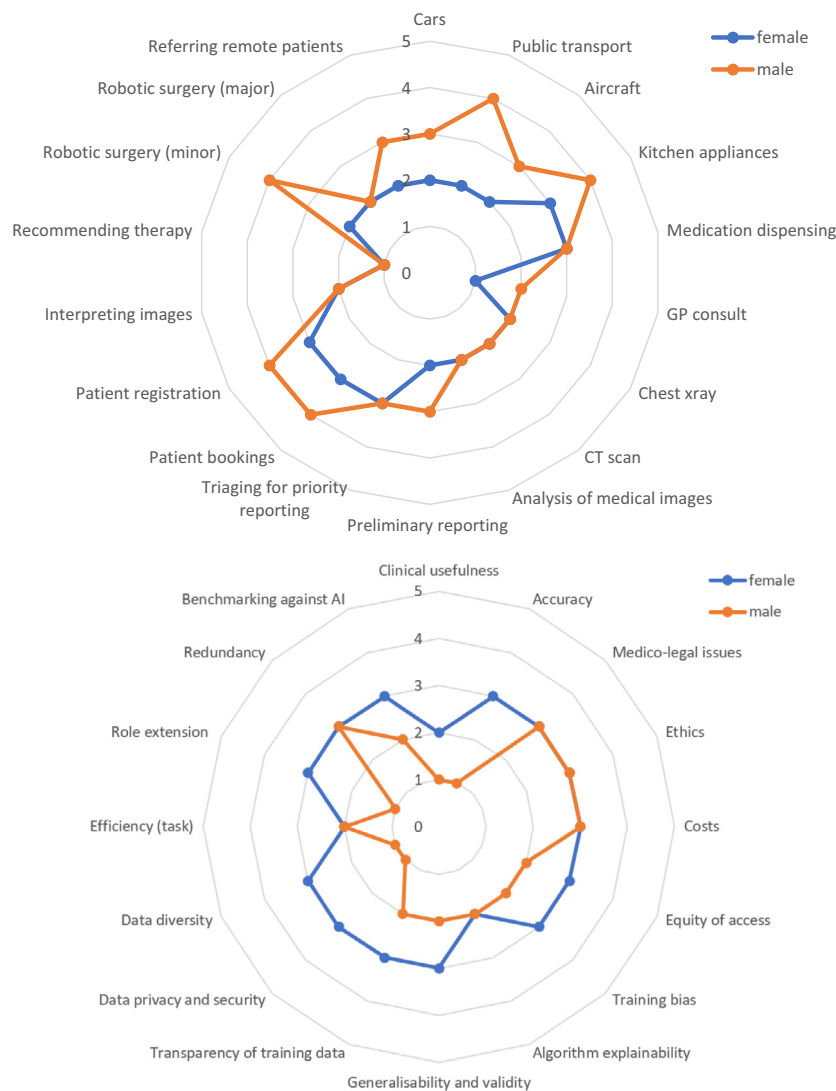 Cars
Public transport
Aircraft
Kitchen appliances
Medication dispensing
GP consult
Chest xray
CT scan
Analysis of medical images
Preliminary reporting
Triaging for priority
reporting
Patient bookings
Patient registration
Interpreting images
Recommending therapy
Robotic surgery (minor)
Robotic surgery (major)
Referring remote patients
5
4
3
2
1
0
female
male
Clinical usefulness
Accuracy
Medico-legal issues
Ethics
Costs
Equity of access
Training bias
Algorithm explainability
Generalisability and validity
Transparency of training data
Data privacy and security
Data diversity
Efficiency (task)
Role extension
Redundancy
Benchmarking against AI
5
4
3
2
1
0
female
male